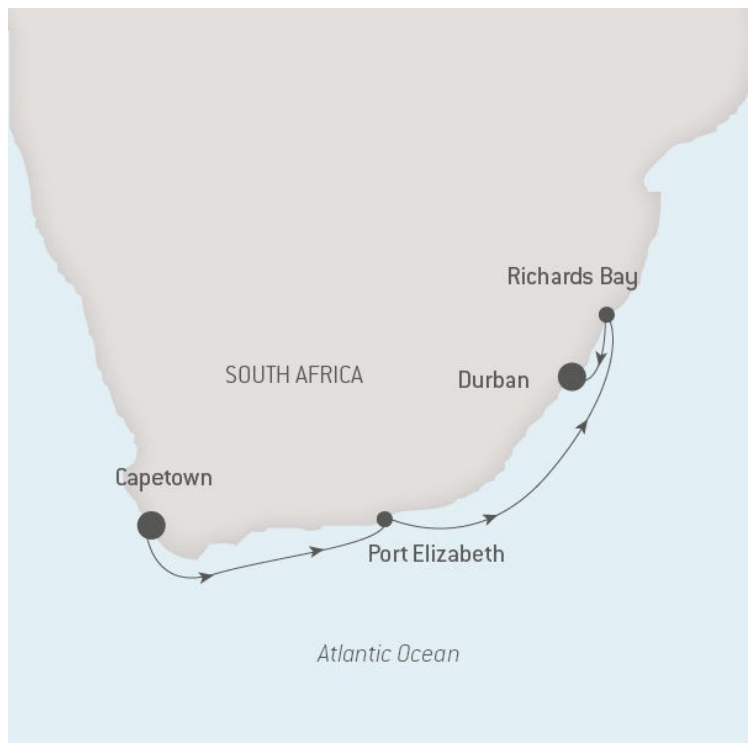 Richards Bay
SOUTH AFRICA
Durban
Capetown
Port Elizabeth
Atlantic Ocean